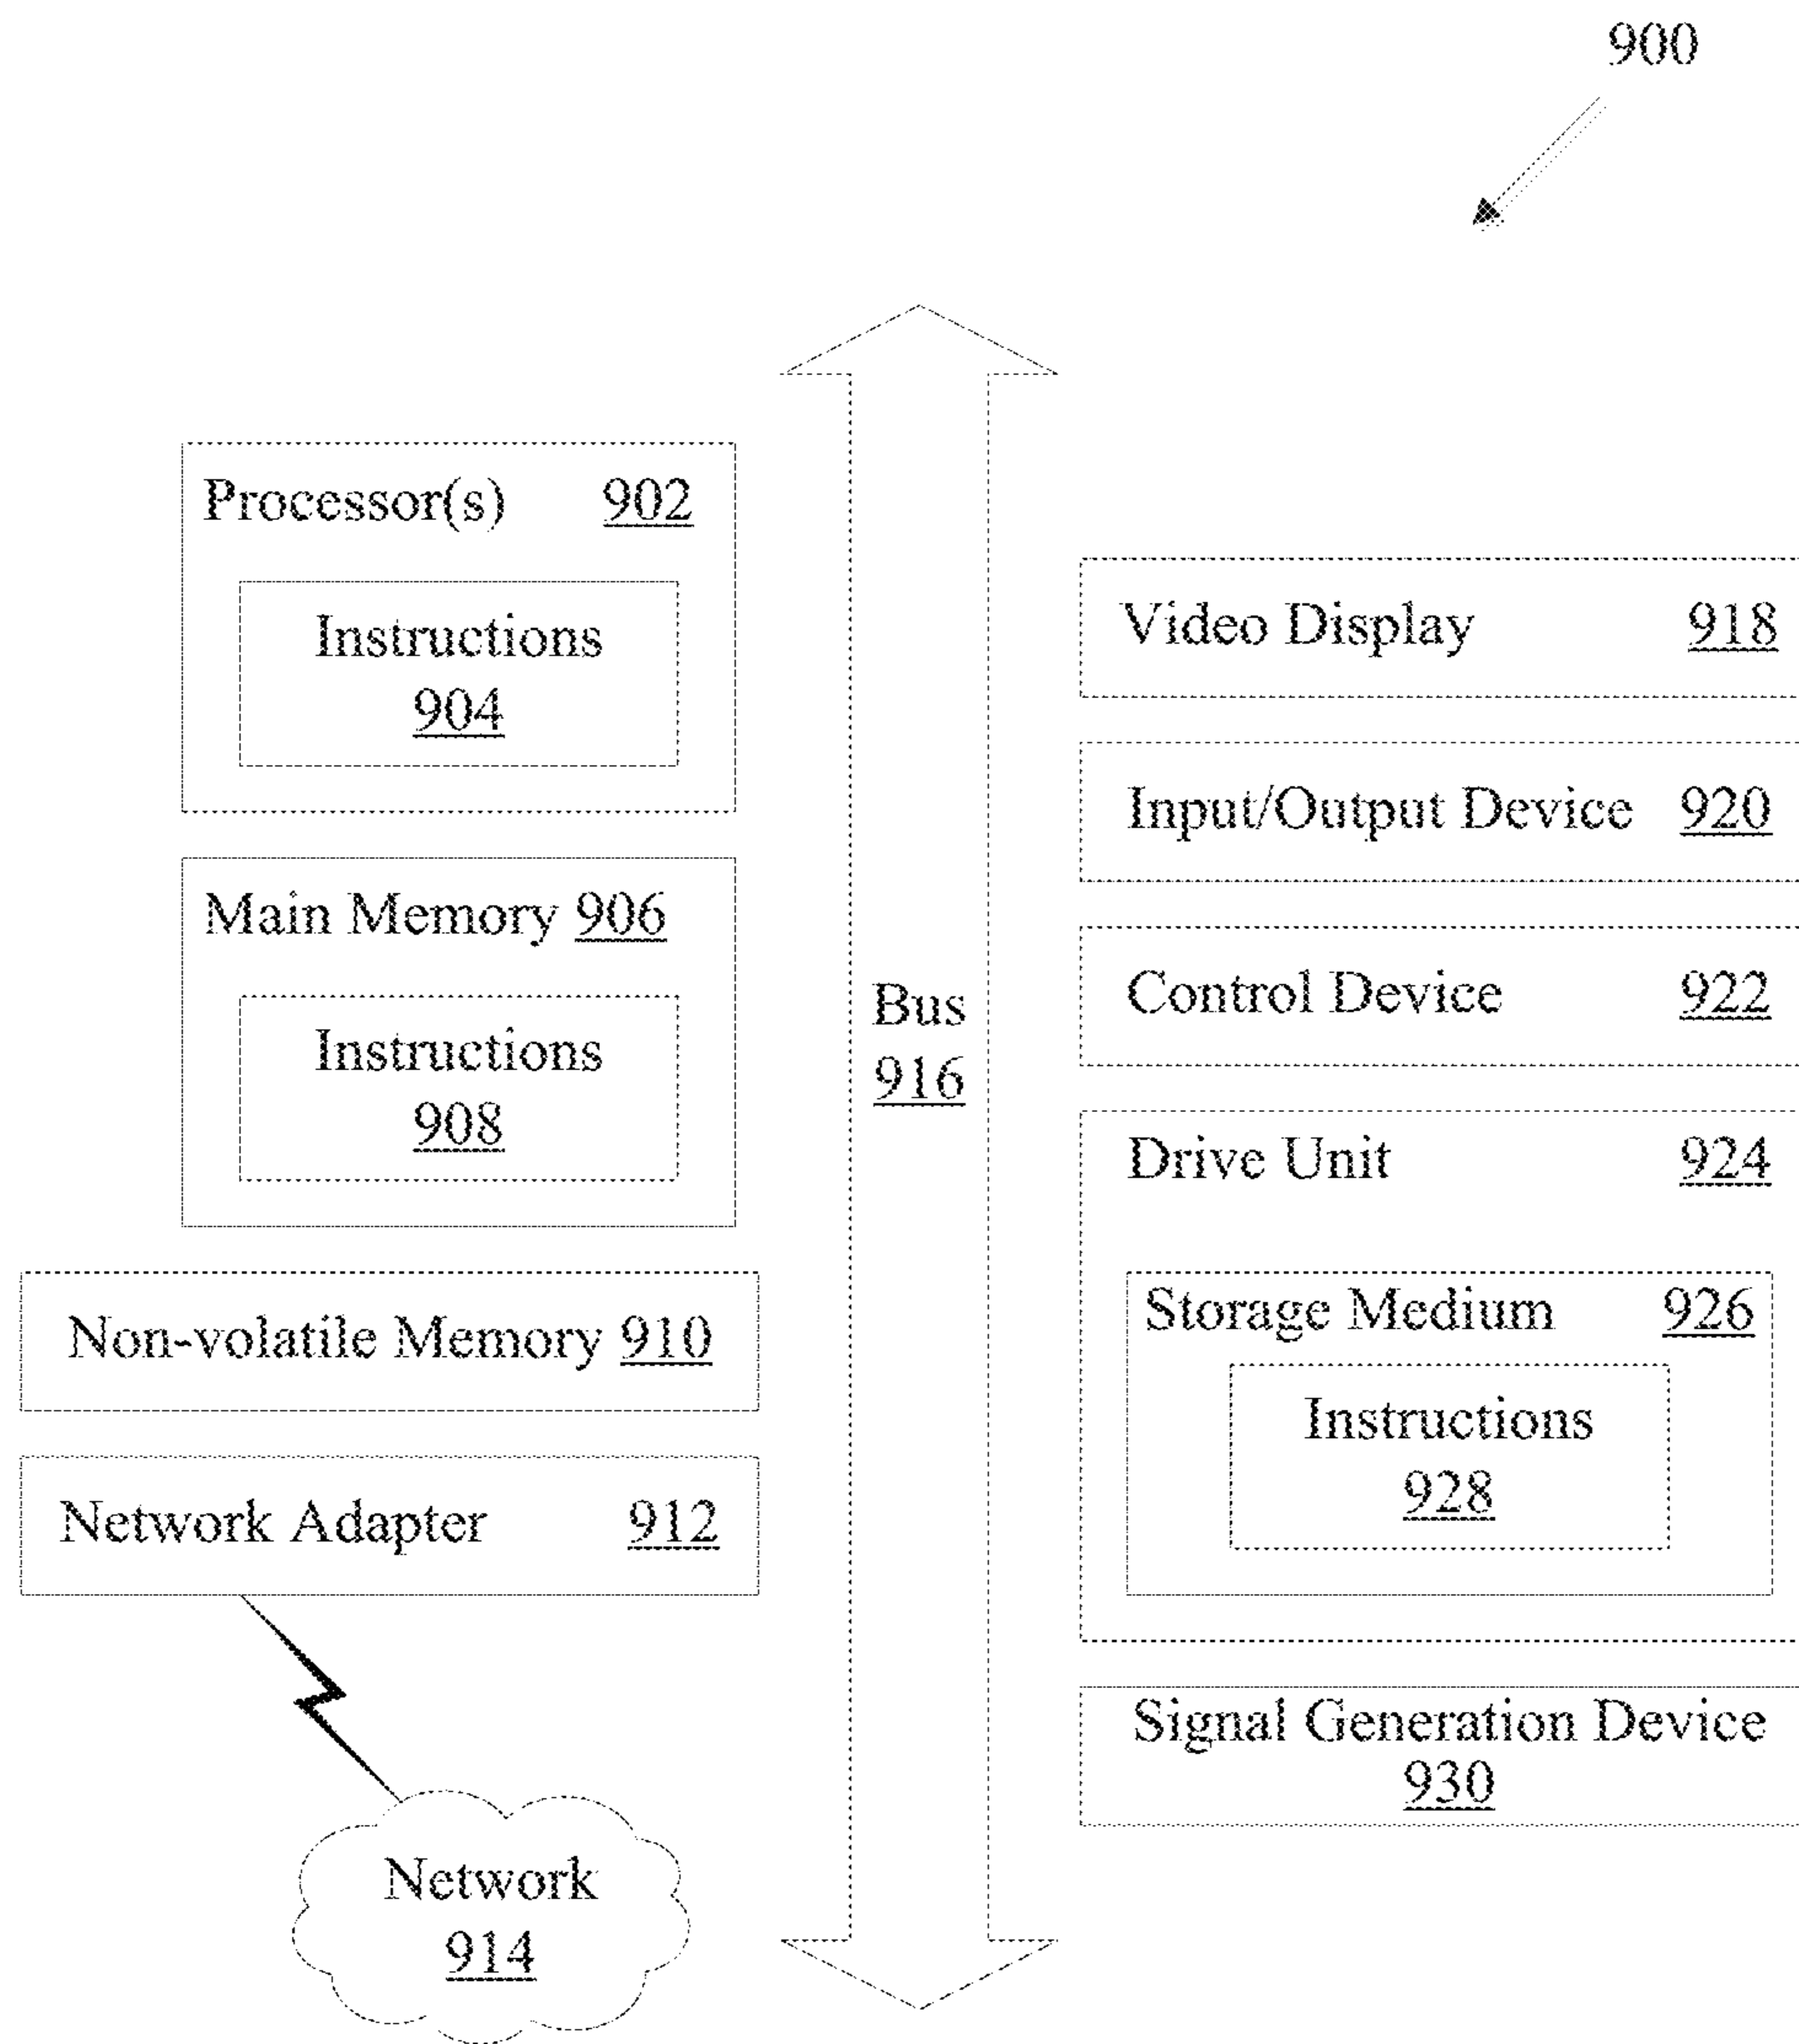 900
Processor(s) 902
Instructions
904
Main Memory 906
Instructions
908
Non-volatile Memory 910
Network Adapter 912
Network
914
Bus
916
Video Display 918
Input/Output Device 920
Control Device 922
Drive Unit 924
Storage Medium 926
Instructions
928
Signal Generation Device
930